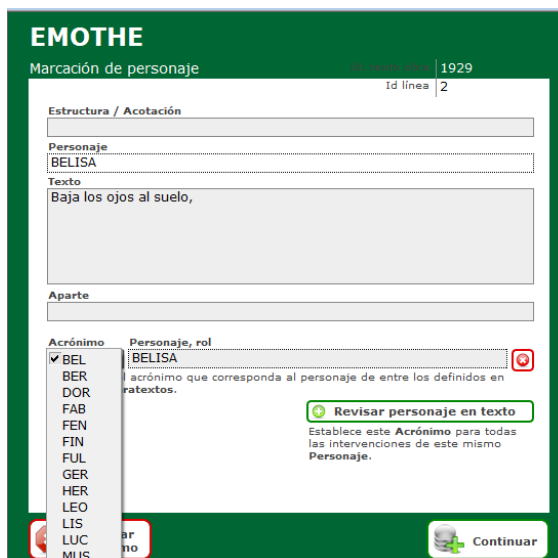 EMOTHE
Marcación de personaje
1929
Id línea 2
Estructura / Acotación
Personaje
BELISA
Texto
Baja los ojos al suelo,
Aparte
Acrónimo Personaje, rol
BEL BELISA
BER l acrónimo que corresponda al personaje de entre los definidos en
DOR ratextos.
FAB
FEN Revisar personaje en texto
FIN Establece este Acrónimo para todas
FUL las intervenciones de este mismo
GER Personaje.
HER
LEO
LIS
LUC ar Continuar
MUS mo